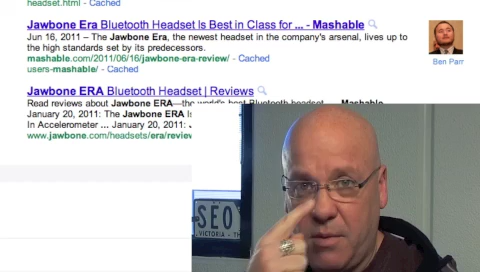 headset.html - Cached
Jawbone Era Bluetooth Headset Is Best in Class for ... - Mashable
Jun 16, 2011 – The Jawbone Era, the newest headset in the company's arsenal, lives up to
the high standards set by its predecessors.
mashable.com/2011/06/16/jawbone-era-review/ - Cached
users-mashable/ - Cached
Ben Parr
Jawbone ERA Bluetooth Headset | Reviews
Read reviews about Jawbone ERA—the world's best Bluetooth headset. ... Mashable
January 20, 2011: The Jawbone ERA Is
In Accelerometer ... January 20, 2011:
www.jawbone.com/headsets/era/review
SEO
VICTORIA - TH